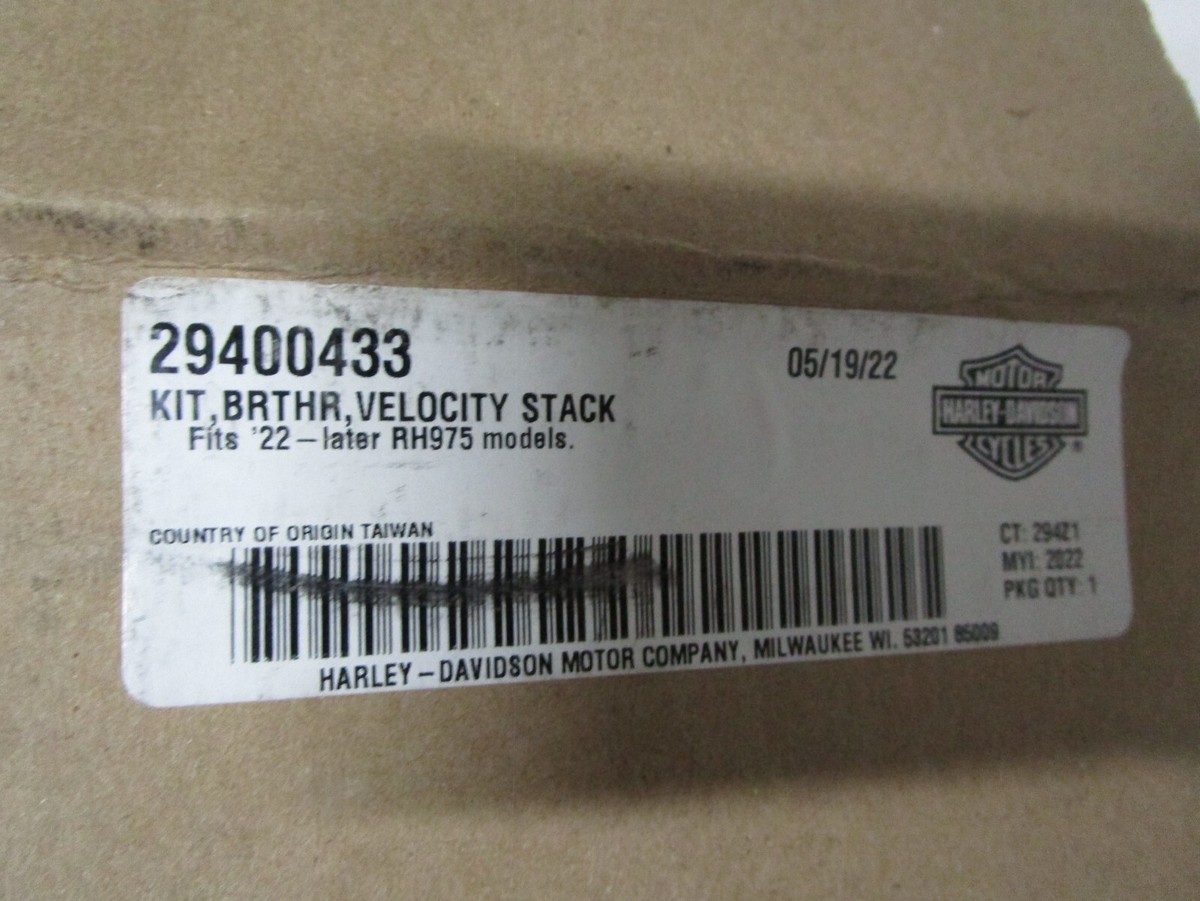 29400433
05/19/22
KIT,BRTHR,VELOCITY STACK
Fits '22-later RH975 models.
MOTOR
HARLEY-DAVIDSON
CYCLES
®
COUNTRY OF ORIGIN TAIWAN
CT: 294Z1
MYI: 2022
PKG QTY: 1
HARLEY-DAVIDSON MOTOR COMPANY, MILWAUKEE WI. 53201 85009